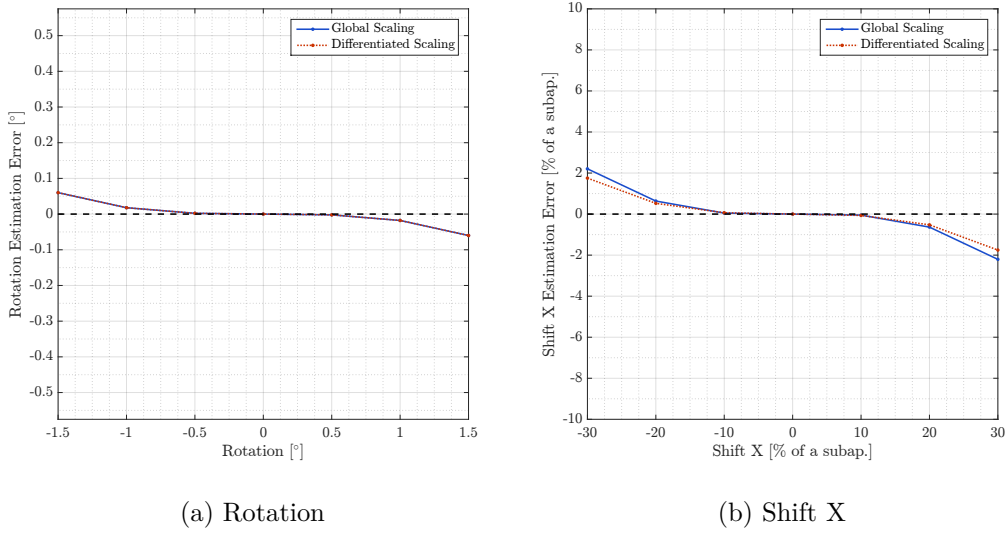 Global Scaling
Differentiated Scaling
Rotation Estimation Error [°]
0.5
0.4
0.3
0.2
0.1
0
-0.1
-0.2
-0.3
-0.4
-0.5
-1.5 -1 -0.5 0 0.5 1 1.5
Rotation [°]
(a) Rotation
Global Scaling
Differentiated Scaling
Shift X Estimation Error [% of a subap.]
10
8
6
4
2
0
-2
-4
-6
-8
-10
-30 -20 -10 0 10 20 30
Shift X [% of a subap.]
(b) Shift X